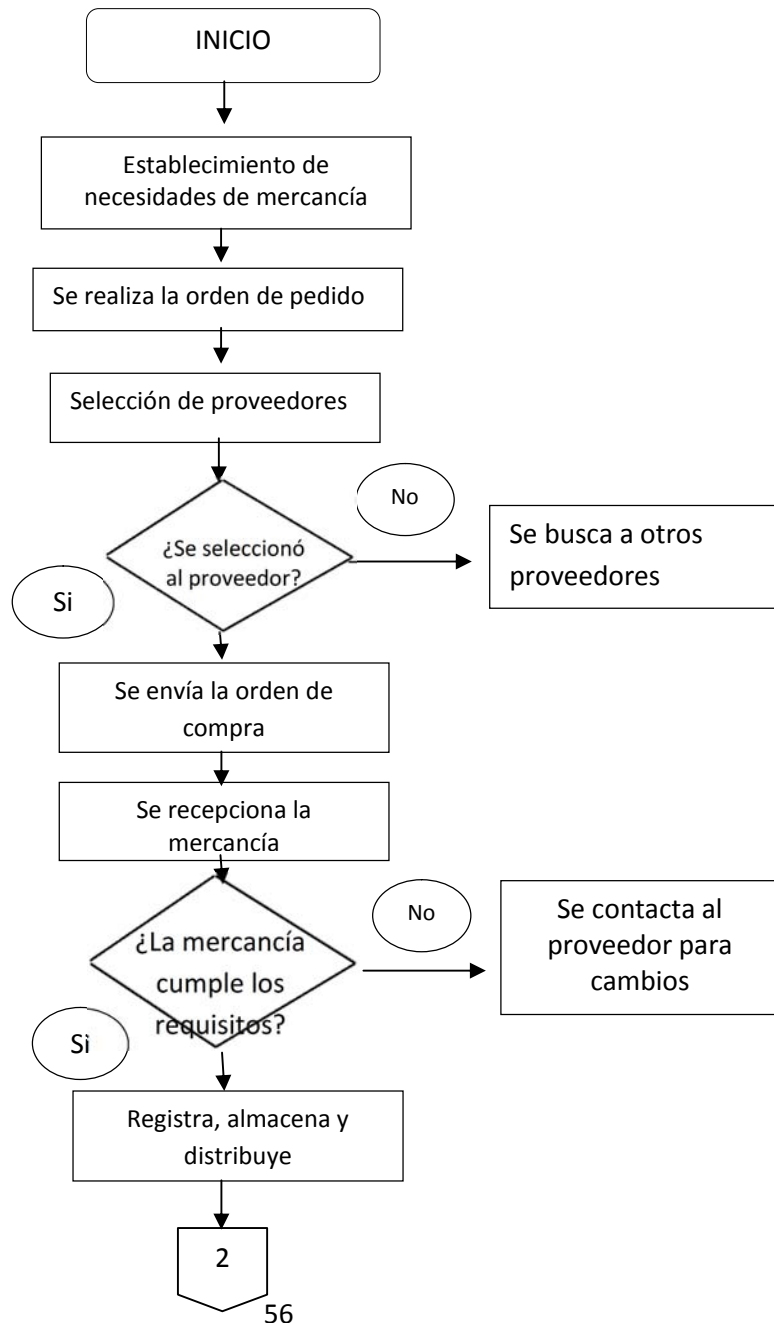 INICIO
Establecimiento de
necesidades de mercancía
Se realiza la orden de pedido
Selección de proveedores
No
¿Se seleccionó
al proveedor?
Se busca a otros
proveedores
Si
Se envía la orden de
compra
Se recepciona la
mercancía
No
¿La mercancía
cumple los
requisitos?
Se contacta al
proveedor para
cambios
Sì
Registra, almacena y
distribuye
2
56